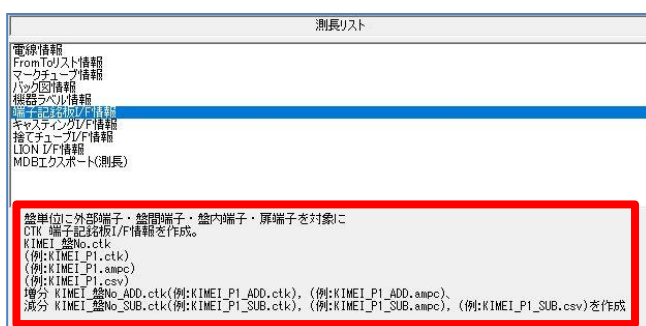 測長リスト
電線情報
FromToリスト情報
マークチューブ情報
バック図情報
機器ラベル情報
端子記銘板I/F情報
キャスティングI/F情報
捨てチューブI/F情報
LION I/F情報
MDBエクスポート(測長)
盤単位に外部端子・盤間端子・盤内端子・扉端子を対象に
CTK 端子記銘板I/F情報を作成。
KIMEI_盤No.ctk
(例:KIMEI_P1.ctk)
(例:KIMEI_P1.ampc)
(例:KIMEI_P1.csv)
増分 KIMEI_盤No_ADD.ctk(例:KIMEI_P1_ADD.ctk), (例:KIMEI_P1_ADD.ampc)、
減分 KIMEI_盤No_SUB.ctk(例:KIMEI_P1_SUB.ctk), (例:KIMEI_P1_SUB.ampc), (例:KIMEI_P1_SUB.csv)を作成